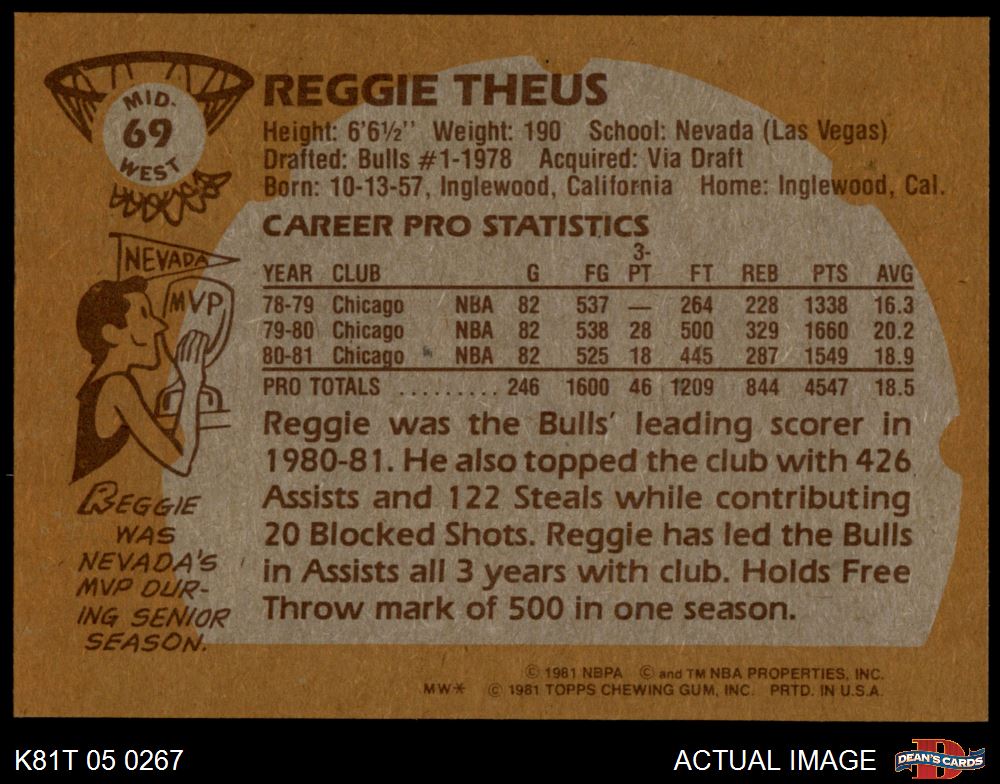 MID-
69
WEST
REGGIE THEUS
Height: 6'6½'' Weight: 190 School: Nevada (Las Vegas)
Drafted: Bulls #1-1978 Acquired: Via Draft
Born: 10-13-57, Inglewood, California Home: Inglewood, Cal.
CAREER PRO STATISTICS
YEAR CLUB G FG 3-PT FT REB PTS AVG
78-79 Chicago NBA 82 537 — 264 228 1338 16.3
79-80 Chicago NBA 82 538 28 500 329 1660 20.2
80-81 Chicago NBA 82 525 18 445 287 1549 18.9
PRO TOTALS ......... 246 1600 46 1209 844 4547 18.5
NEVADA
MVP
REGGIE
WAS
NEVADA'S
MVP DUR-
ING SENIOR
SEASON.
Reggie was the Bulls' leading scorer in
1980-81. He also topped the club with 426
Assists and 122 Steals while contributing
20 Blocked Shots. Reggie has led the Bulls
in Assists all 3 years with club. Holds Free
Throw mark of 500 in one season.
© 1981 NBPA © and TM NBA PROPERTIES, INC.
MW* © 1981 TOPPS CHEWING GUM, INC. PRTD. IN U.S.A.
K81T 05 0267
ACTUAL IMAGE
D
DEAN'S CARDS